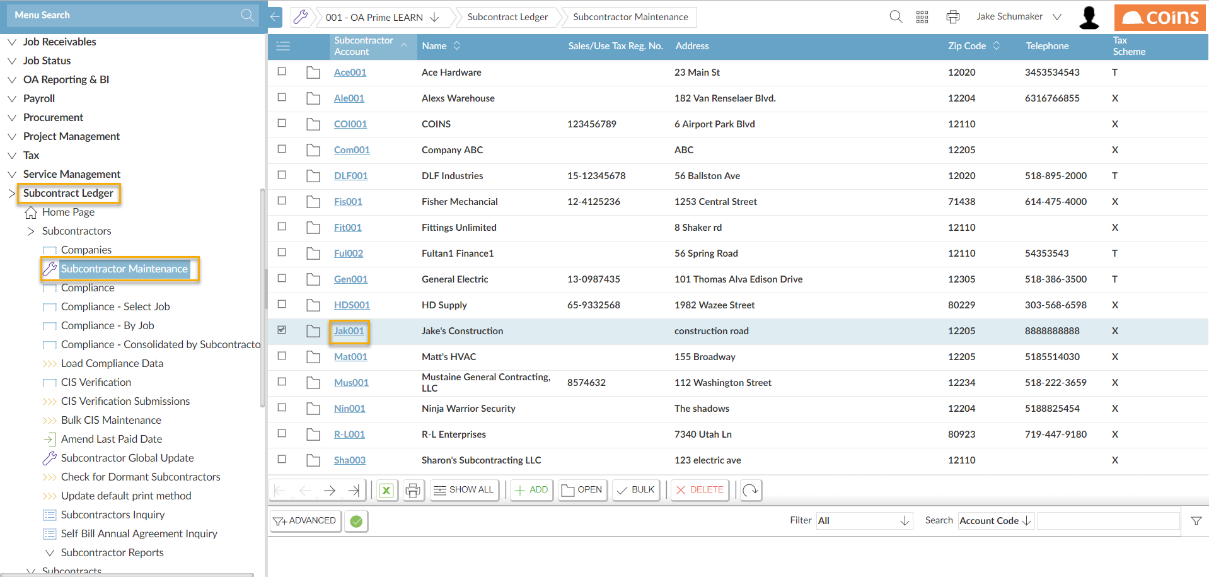 Menu Search
001 - OA Prime LEARN
Subcontract Ledger
Subcontractor Maintenance
Jake Schumaker
coins
Job Receivables
Job Status
OA Reporting & BI
Payroll
Procurement
Project Management
Tax
Service Management
Subcontract Ledger
Home Page
Subcontractors
Companies
Subcontractor Maintenance
Compliance
Compliance - Select Job
Compliance - By Job
Compliance - Consolidated by Subcontracto
Load Compliance Data
CIS Verification
CIS Verification Submissions
Bulk CIS Maintenance
Amend Last Paid Date
Subcontractor Global Update
Check for Dormant Subcontractors
Update default print method
Subcontractors Inquiry
Self Bill Annual Agreement Inquiry
Subcontractor Reports
Subcontracts
Subcontractor Account Name Sales/Use Tax Reg. No. Address Zip Code Telephone Tax Scheme
Ace001 Ace Hardware 23 Main St 12020 3453534543 T
Ale001 Alexs Warehouse 182 Van Renselaer Blvd. 12204 6316766855 X
COI001 COINS 123456789 6 Airport Park Blvd 12110 X
Com001 Company ABC ABC 12205 X
DLF001 DLF Industries 15-12345678 56 Ballston Ave 12020 518-895-2000 T
Fis001 Fisher Mechancial 12-4125236 1253 Central Street 71438 614-475-4000 X
Fit001 Fittings Unlimited 8 Shaker rd 12110 X
Ful002 Fultan1 Finance1 56 Spring Road 12110 54353543 T
Gen001 General Electric 13-0987435 101 Thomas Alva Edison Drive 12305 518-386-3500 T
HDS001 HD Supply 65-9332568 1982 Wazee Street 80229 303-568-6598 X
Jak001 Jake's Construction construction road 12205 8888888888 X
Mat001 Matt's HVAC 155 Broadway 12205 5185514030 X
Mus001 Mustaine General Contracting, LLC 8574632 112 Washington Street 12234 518-222-3659 X
Nin001 Ninja Warrior Security The shadows 12204 5188825454 X
R-L001 R-L Enterprises 7340 Utah Ln 80923 719-447-9180 X
Sha003 Sharon's Subcontracting LLC 123 electric ave 12110 X
X SHOW ALL ADD OPEN BULK DELETE
ADVANCED Filter All Search Account Code